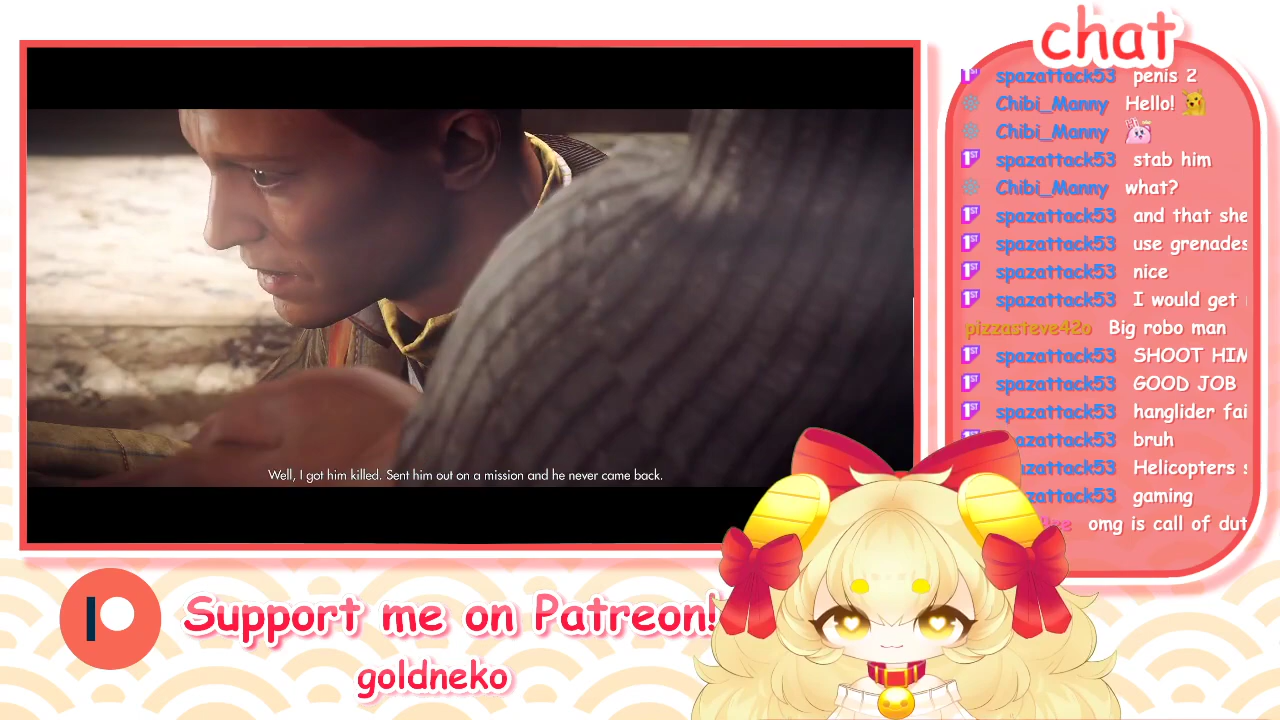 chat
spazattack53 penis 2
Chibi_Manny Hello!
Chibi_Manny
spazattack53 stab him
Chibi_Manny what?
spazattack53 and that she
spazattack53 use grenades
spazattack53 nice
spazattack53 I would get
pizzasteve42o Big robo man
spazattack53 SHOOT HIM
spazattack53 GOOD JOB
spazattack53 hanglider fai
spazattack53 bruh
spazattack53 Helicopters
zattack53 gaming
omg is call of dut
Well, I got him killed. Sent him out on a mission and he never came back.
Support me on Patreon!
goldneko